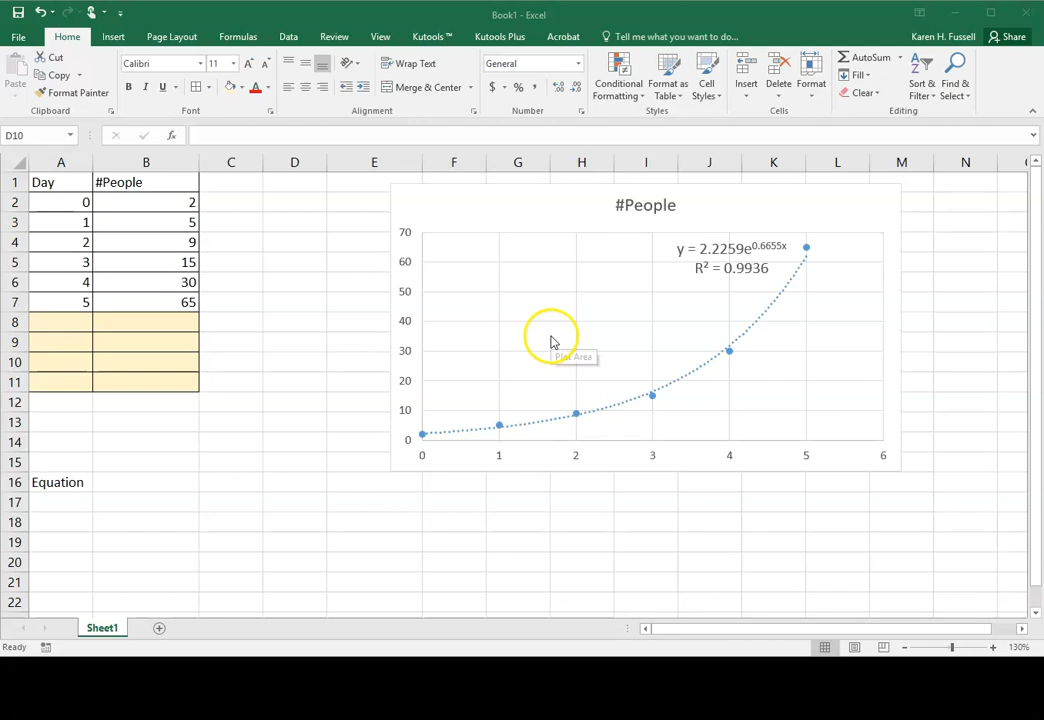 Book1 - Excel
File Home Insert Page Layout Formulas Data Review View Kutools ™ Kutools Plus Acrobat Tell me what you want to do... Karen H. Fussell Share
Paste
Cut
Copy
Format Painter
Clipboard
Calibri 11 A A
B I U A
Font
Wrap Text
Merge & Center
Alignment
General
$ % ,
Number
Conditional Formatting
Format as Table
Cell Styles
Styles
Insert Delete Format
Cells
AutoSum
Fill
Clear
Sort & Filter
Find & Select
Editing
D10 fx
A B C D E F G H I J K L M N
1 Day #People
2 0 2
3 1 5
4 2 9
5 3 15
6 4 30
7 5 65
8
9
10
11
12
13
14
15
16 Equation
17
18
19
20
21
22
#People
70
60
50
40
30
20
10
0
0 1 2 3 4 5 6
y = 2.2259e^0.6655x
R² = 0.9936
Plot Area
Sheet1
Ready
130%